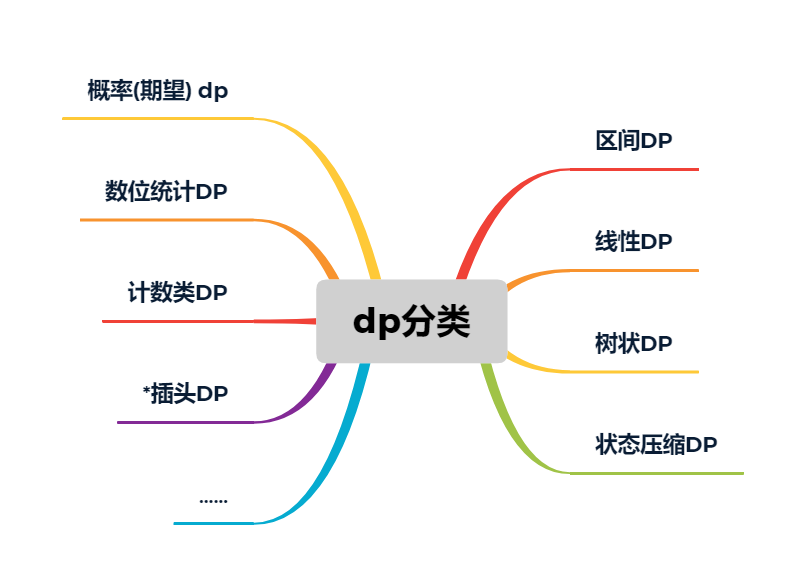 概率(期望) dp
数位统计DP
计数类DP
*插头DP
......
dp分类
区间DP
线性DP
树状DP
状态压缩DP